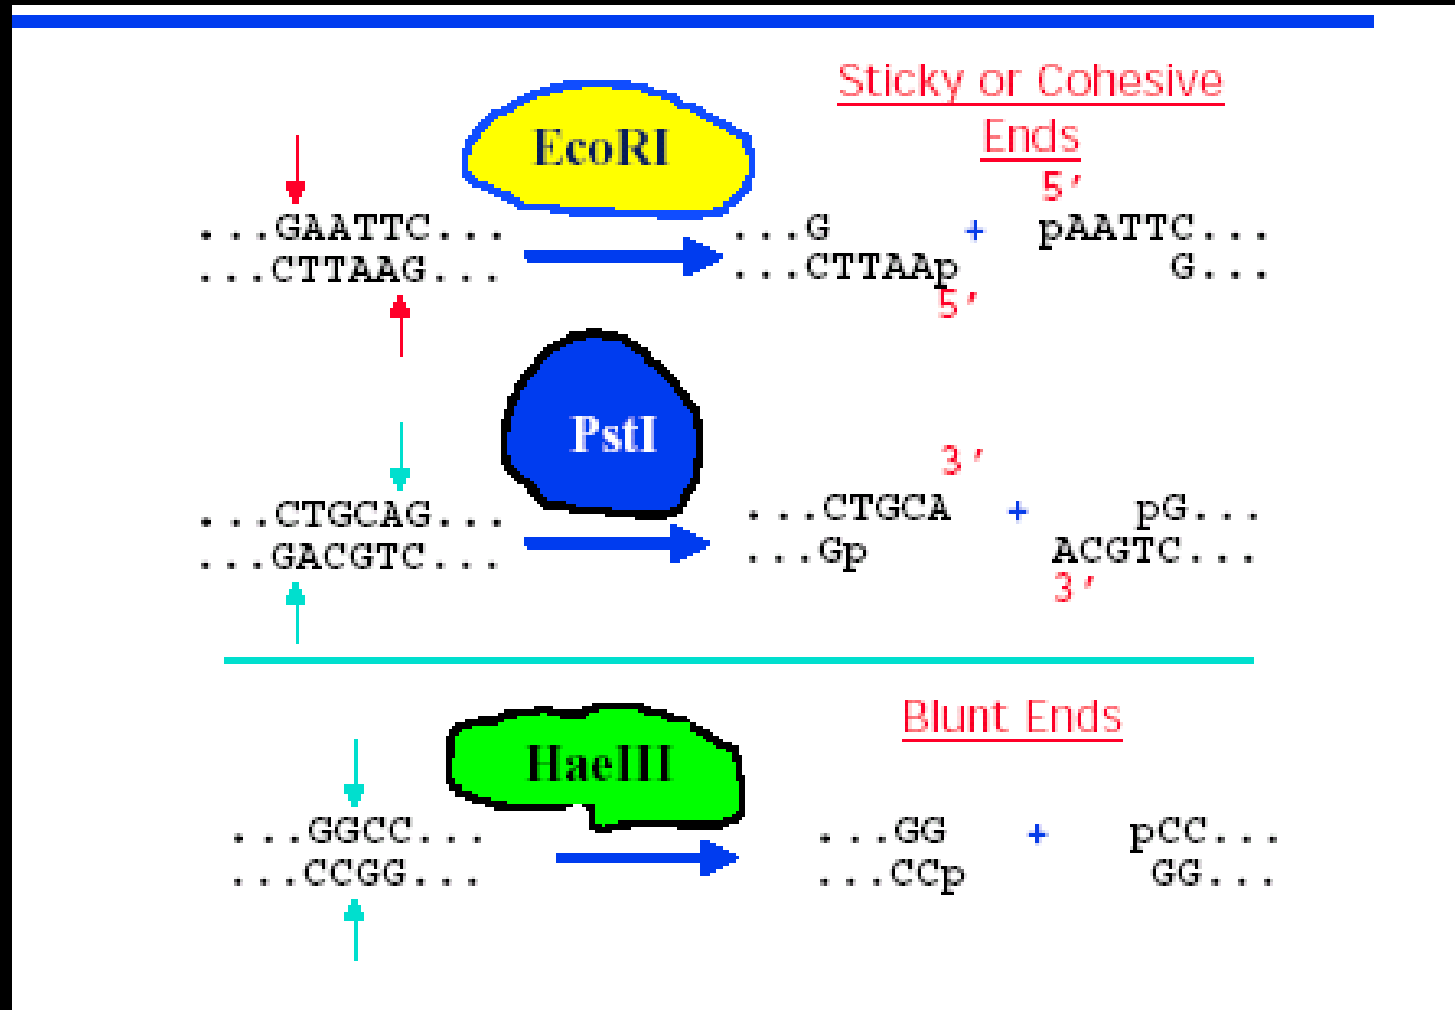 Sticky or Cohesive
Ends
EcoRI
5'
...GAATTC... ...G + pAATTC...
...CTTAAG... ...CTTAAp G...
5'
PstI
3'
...CTGCAG... ...CTGCA + pG...
...GACGTC... ...Gp ACGTC...
3'
Blunt Ends
HaeIII
...GGCC... ...GG + pCC...
...CCGG... ...CCp GG...